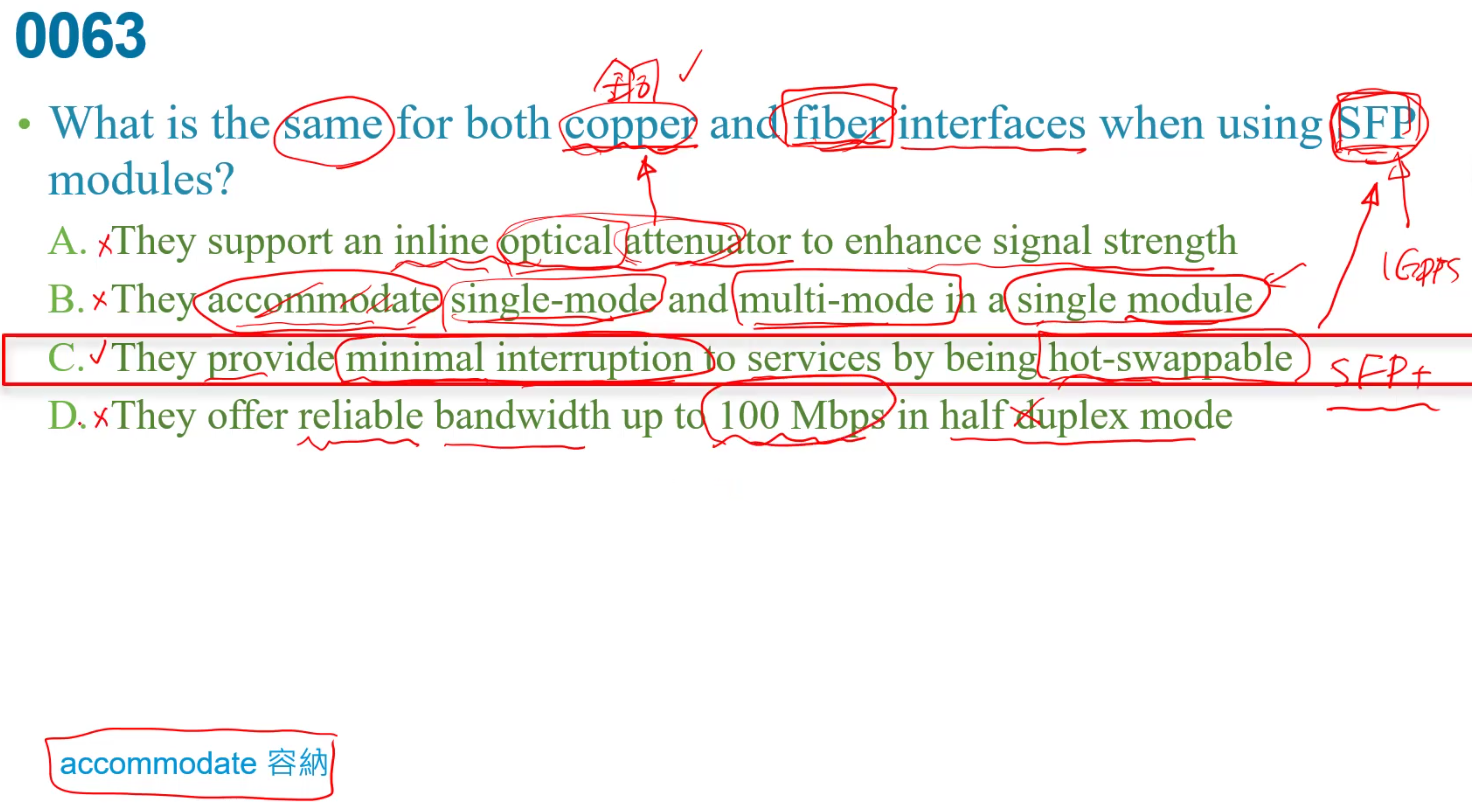 0063
• What is the same for both copper and fiber interfaces when using SFP
modules?
A. They support an inline optical attenuator to enhance signal strength
B. They accommodate single-mode and multi-mode in a single module
1Gpps
C. They provide minimal interruption to services by being hot-swappable
SFP+
D. They offer reliable bandwidth up to 100 Mbps in half duplex mode
accommodate 容納